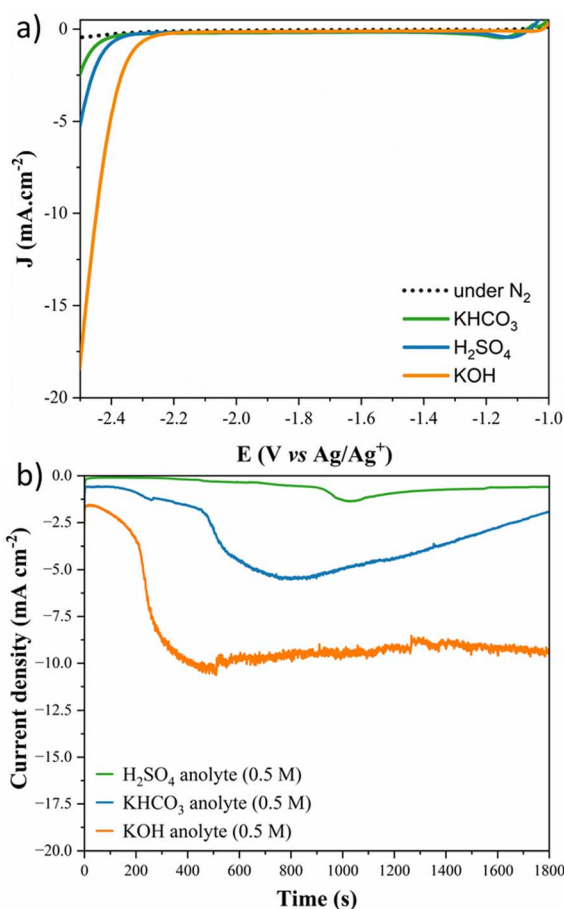 a)
0
-5
-10
-15
-20
J (mA.cm-2)
under N2
KHCO3
H2SO4
KOH
-2.4 -2.2 -2.0 -1.8 -1.6 -1.4 -1.2 -1.0
E (V vs Ag/Ag+)
b)
0.0
−2.5
−5.0
−7.5
−10.0
−12.5
−15.0
−17.5
−20.0
Current density (mA cm-2)
H2SO4 anolyte (0.5 M)
KHCO3 anolyte (0.5 M)
KOH anolyte (0.5 M)
0 200 400 600 800 1000 1200 1400 1600 1800
Time (s)